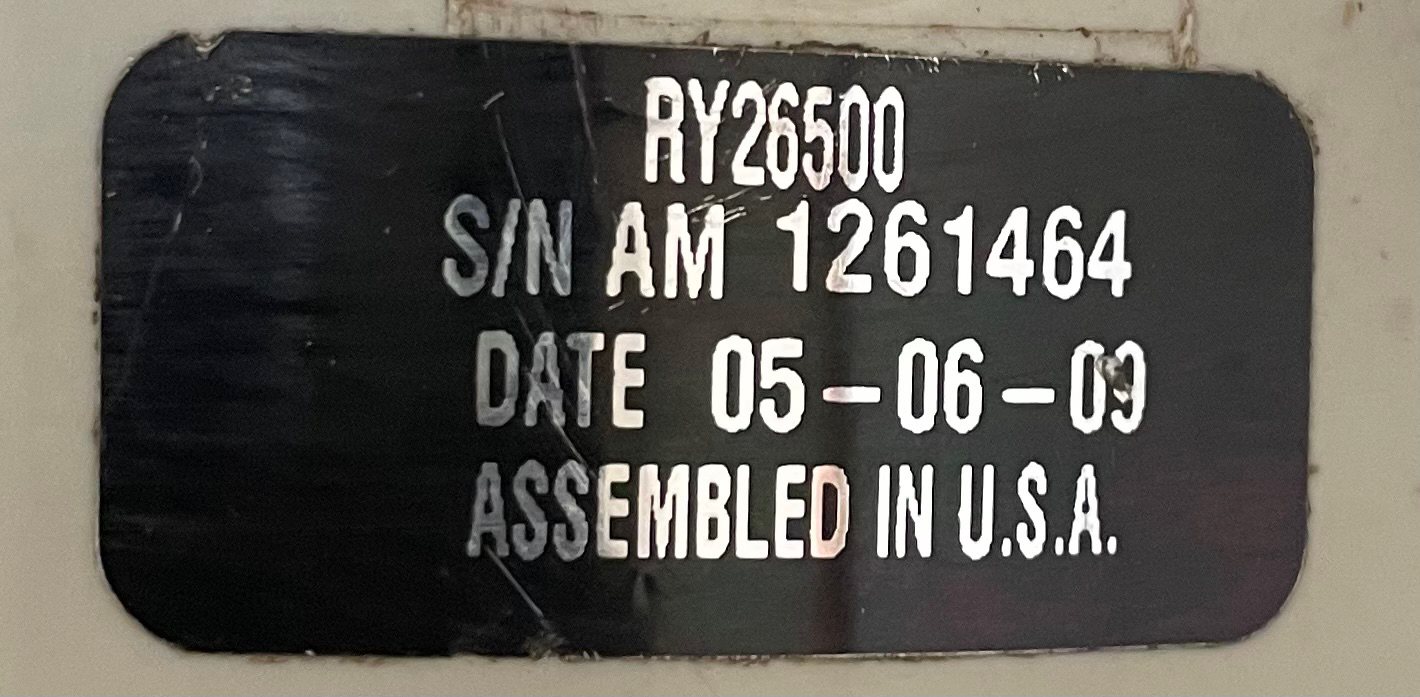 RY26500
S/N AM 1261464
DATE 05-06-09
ASSEMBLED IN U.S.A.